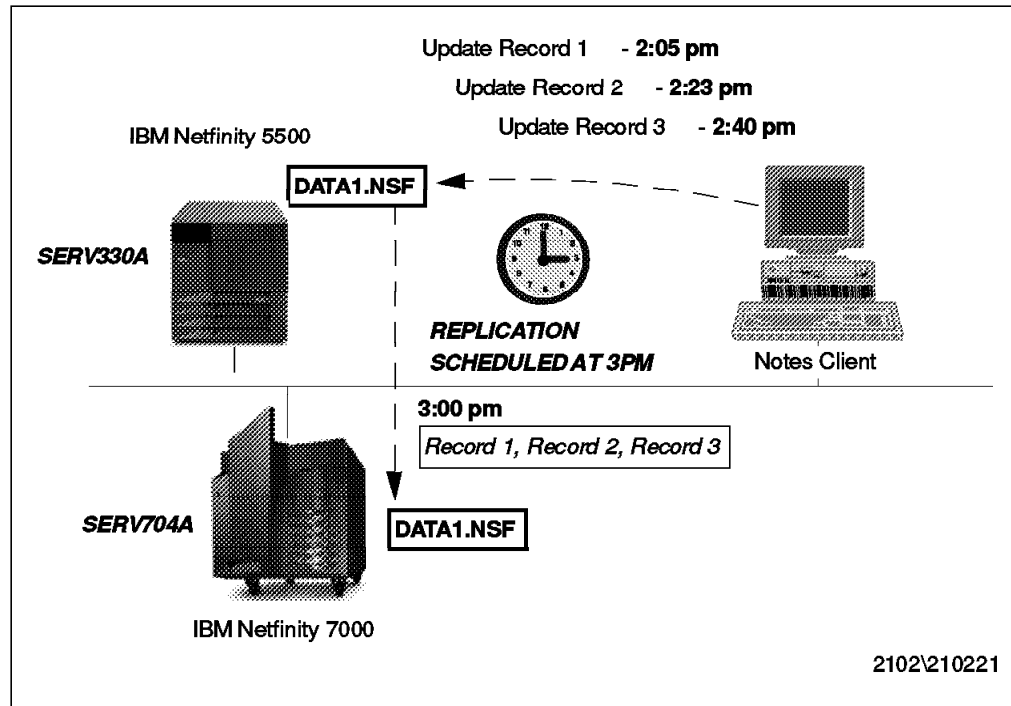 Update Record 1 - 2:05 pm
Update Record 2 - 2:23 pm
Update Record 3 - 2:40 pm
IBM Netfinity 5500
DATA1.NSF
SERV330A
REPLICATION
SCHEDULED AT 3PM
Notes Client
3:00 pm
Record 1, Record 2, Record 3
SERV704A
DATA1.NSF
IBM Netfinity 7000
2102\210221